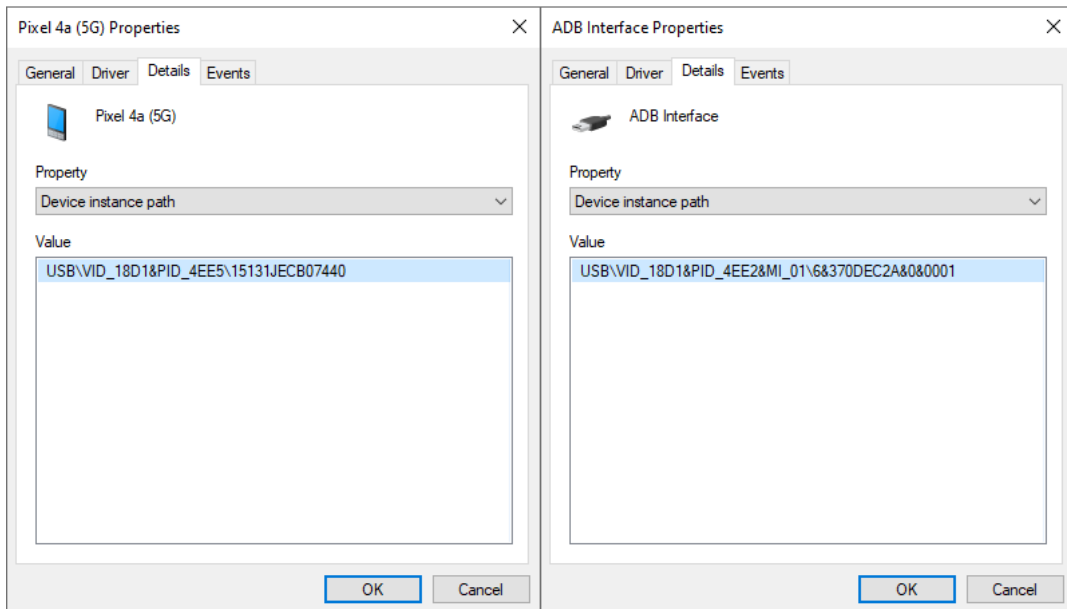 Pixel 4a (5G) Properties
General Driver Details Events
Pixel 4a (5G)
Property
Device instance path
Value
USB\VID_18D1&PID_4EE5\15131JECB07440
OK Cancel
ADB Interface Properties
General Driver Details Events
ADB Interface
Property
Device instance path
Value
USB\VID_18D1&PID_4EE2&MI_01\6&370DEC2A&0&0001
OK Cancel